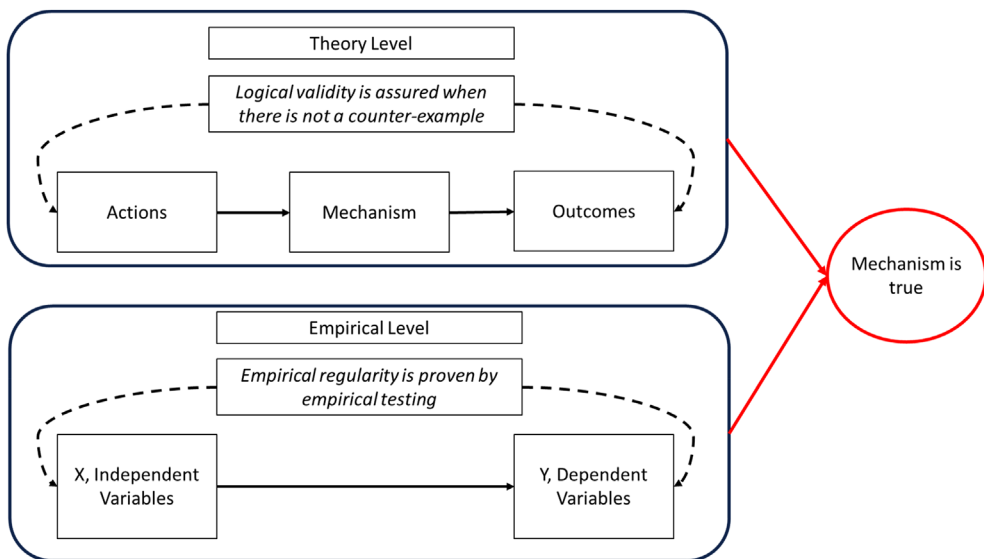 Theory Level
Logical validity is assured when
there is not a counter-example
Actions
Mechanism
Outcomes
Mechanism is
true
Empirical Level
Empirical regularity is proven by
empirical testing
X, Independent
Variables
Y, Dependent
Variables